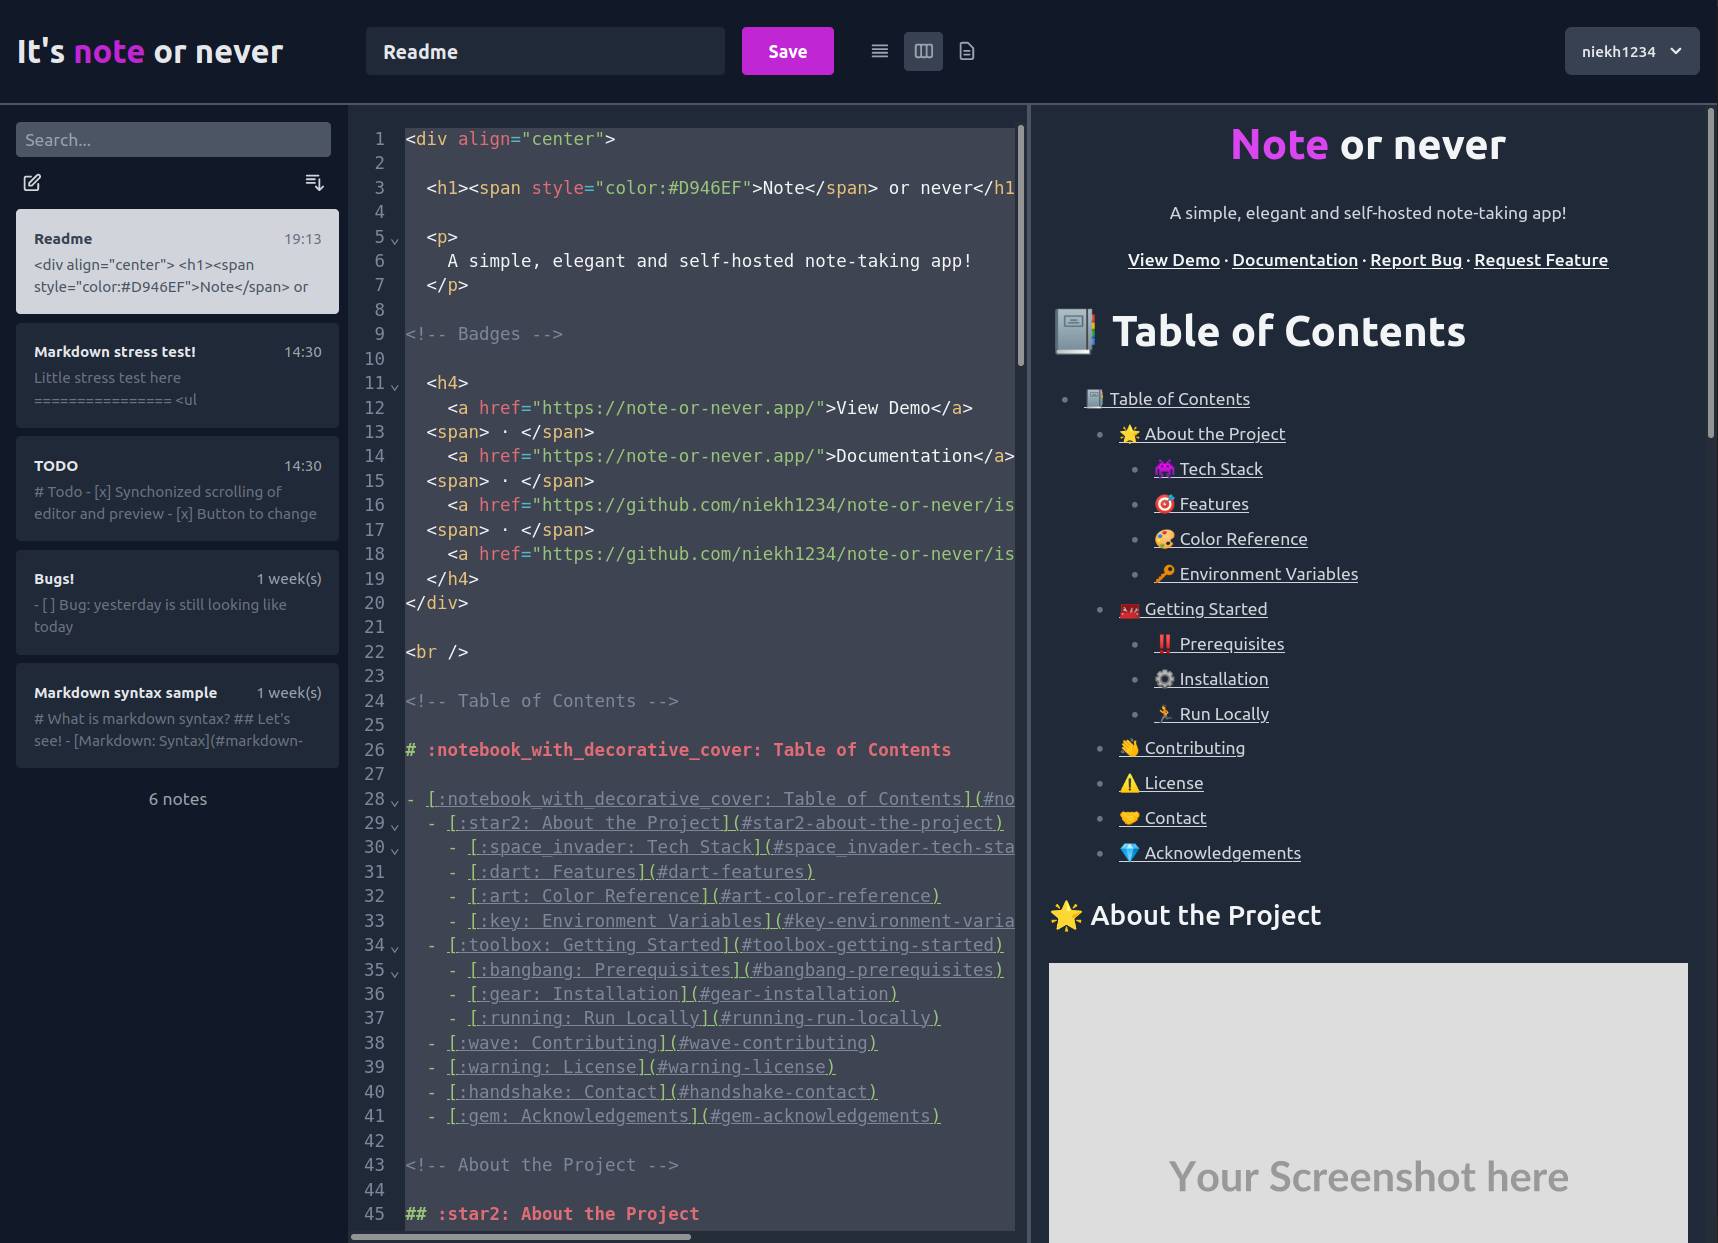 It's note or never
Readme
Save
niekh1234
Search...
Readme 19:13
<div align="center"> <h1><span
style="color:#D946EF">Note</span> or
Markdown stress test! 14:30
Little stress test here
================ <ul
TODO 14:30
# Todo - [x] Synchonized scrolling of
editor and preview - [x] Button to change
Bugs! 1 week(s)
- [ ] Bug: yesterday is still looking like
today
Markdown syntax sample 1 week(s)
# What is markdown syntax? ## Let's
see! - [Markdown: Syntax](#markdown-
6 notes
1 <div align="center">
2
3 <h1><span style="color:#D946EF">Note</span> or never</h1
4
5 <p>
6 A simple, elegant and self-hosted note-taking app!
7 </p>
8
9 <!-- Badges -->
10
11 <h4>
12 <a href="https://note-or-never.app/">View Demo</a>
13 <span> · </span>
14 <a href="https://note-or-never.app/">Documentation</a>
15 <span> · </span>
16 <a href="https://github.com/niekh1234/note-or-never/is
17 <span> · </span>
18 <a href="https://github.com/niekh1234/note-or-never/is
19 </h4>
20 </div>
21
22 <br />
23
24 <!-- Table of Contents -->
25
26 # :notebook_with_decorative_cover: Table of Contents
27
28 - [:notebook_with_decorative_cover: Table of Contents](#no
29 - [:star2: About the Project](#star2-about-the-project)
30 - [:space_invader: Tech Stack](#space_invader-tech-sta
31 - [:dart: Features](#dart-features)
32 - [:art: Color Reference](#art-color-reference)
33 - [:key: Environment Variables](#key-environment-varia
34 - [:toolbox: Getting Started](#toolbox-getting-started)
35 - [:bangbang: Prerequisites](#bangbang-prerequisites)
36 - [:gear: Installation](#gear-installation)
37 - [:running: Run Locally](#running-run-locally)
38 - [:wave: Contributing](#wave-contributing)
39 - [:warning: License](#warning-license)
40 - [:handshake: Contact](#handshake-contact)
41 - [:gem: Acknowledgements](#gem-acknowledgements)
42
43 <!-- About the Project -->
44
45 ## :star2: About the Project
Note or never
A simple, elegant and self-hosted note-taking app!
View Demo · Documentation · Report Bug · Request Feature
📔 Table of Contents
📔 Table of Contents
🌟 About the Project
👾 Tech Stack
🎯 Features
🎨 Color Reference
🔑 Environment Variables
🧰 Getting Started
‼️ Prerequisites
⚙️ Installation
🏃 Run Locally
👋 Contributing
⚠️ License
🤝 Contact
💎 Acknowledgements
🌟 About the Project
Your Screenshot here